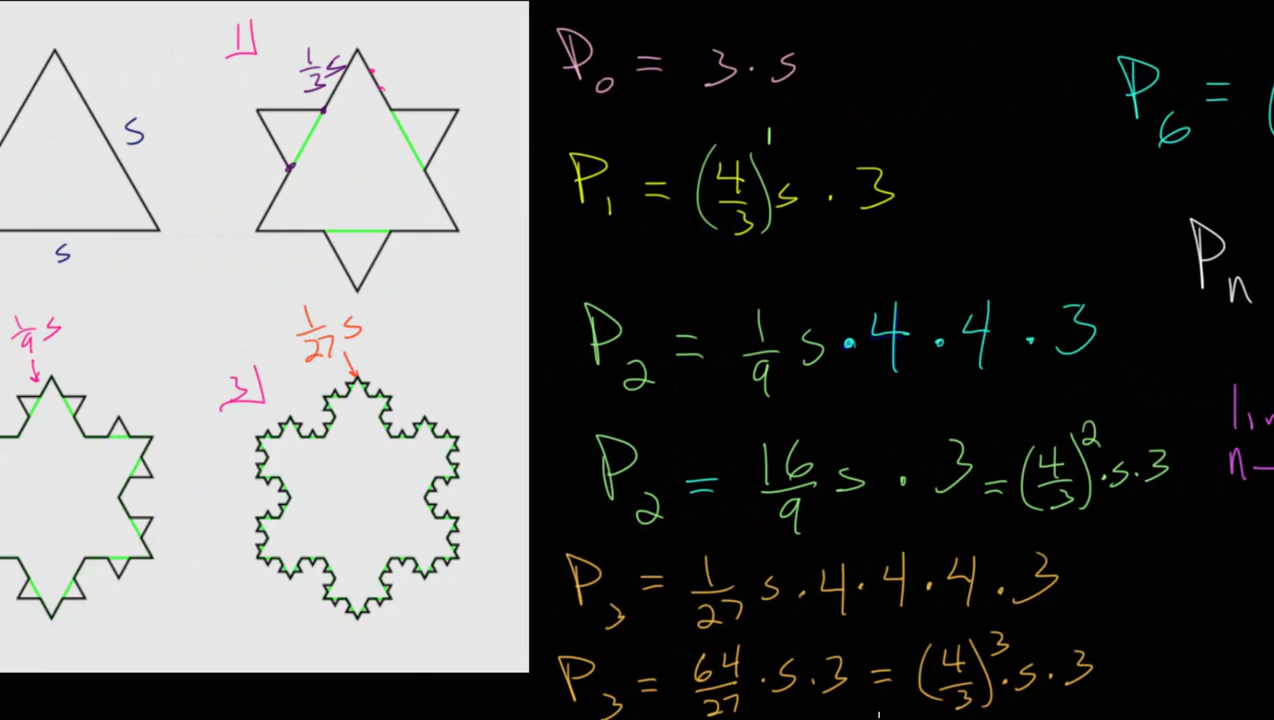 1)
1/3 s
s
s
1/9 s
1/27 s
3)
P₀ = 3 · s
P₁ = (4/3)¹ s · 3
P₂ = 1/9 s · 4 · 4 · 3
P₂ = 16/9 s · 3 = (4/3)² · s · 3
P₃ = 1/27 s · 4 · 4 · 4 · 3
P₃ = 64/27 · s · 3 = (4/3)³ · s · 3
P₆ = (
Pₙ
n→